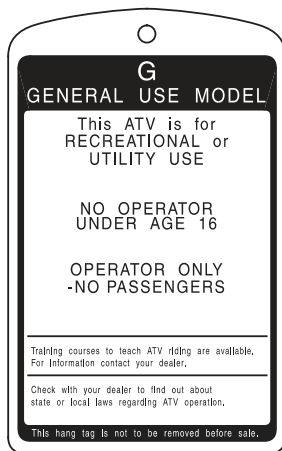 G
GENERAL USE MODEL
This ATV is for
RECREATIONAL or
UTILITY USE
NO OPERATOR
UNDER AGE 16
OPERATOR ONLY
-NO PASSENGERS
Training courses to teach ATV riding are available.
For information contact your dealer.
Check with your dealer to find out about
state or local laws regarding ATV operation.
This hang tag is not to be removed before sale.